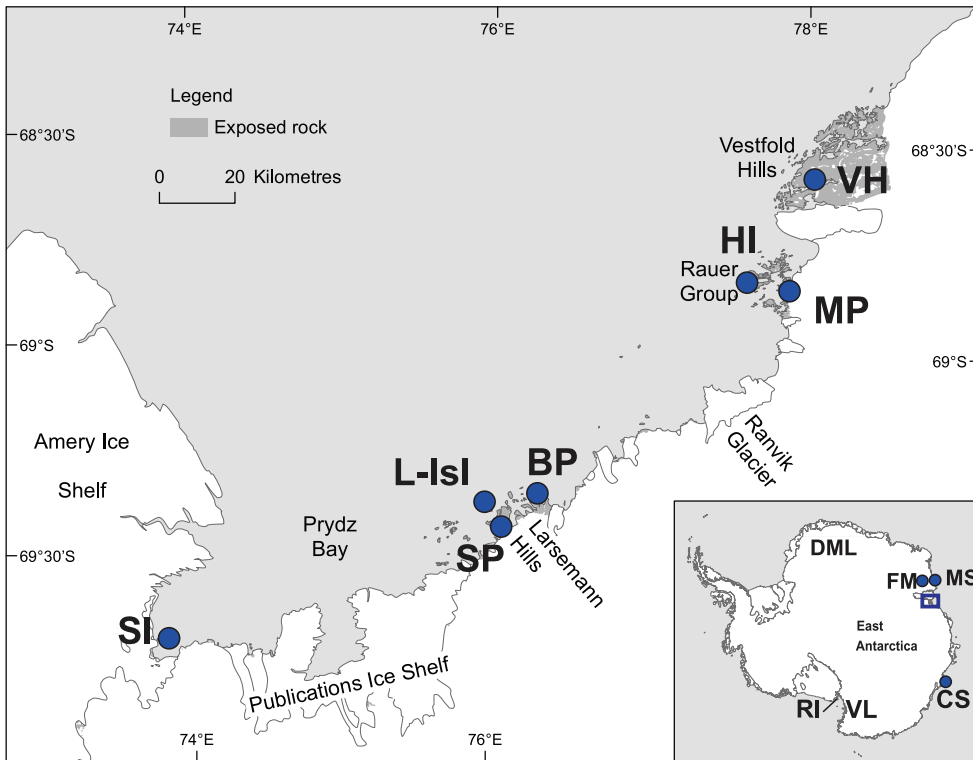 74°E
76°E
78°E
Legend
Exposed rock
0 20 Kilometres
68°30'S
68°30'S
Vestfold
Hills
VH
HI
Rauer
Group
MP
69°S
69°S
Amery Ice
Shelf
Ranvik
Glacier
L-IsI
BP
Prydz
Bay
SP
Larsemann
Hills
69°30'S
SI
Publications Ice Shelf
74°E
76°E
DML
FM
MS
East
Antarctica
CS
RI
VL